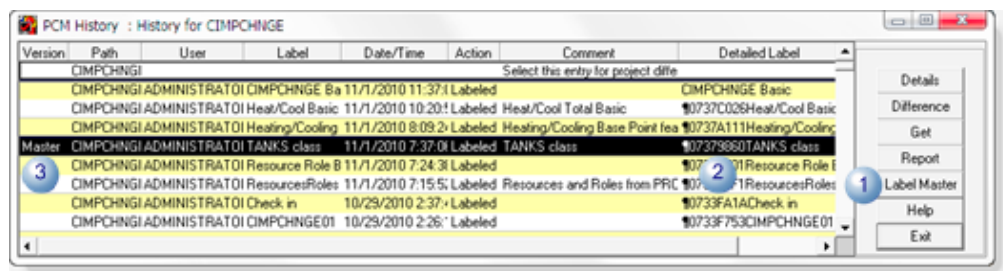 PCM History : History for CIMPCHNGE
Version Path User Label Date/Time Action Comment Detailed Label
CIMPCHNGI Select this entry for project diffe
CIMPCHNGI ADMINISTRATOI CIMPCHNGE Ba 11/1/2010 11:37:( Labeled CIMPCHNGE Basic
CIMPCHNGI ADMINISTRATOI Heat/Cool Basic 11/1/2010 10:20: Labeled Heat/Cool Total Basic ¶0737C026Heat/Cool Basic
CIMPCHNGI ADMINISTRATOI Heating/Cooling 11/1/2010 8:09:2 Labeled Heating/Cooling Base Point fea ¶0737A111Heating/Cooling
Master CIMPCHNGI ADMINISTRATOI TANKS class 11/1/2010 7:37:0 Labeled TANKS class ¶07379860TANKS class
CIMPCHNGI ADMINISTRATOI Resource Role B 11/1/2010 7:24:3 Labeled 01Resource Role B
CIMPCHNGI ADMINISTRATOI ResourcesRoles 11/1/2010 7:15:5 Labeled Resources and Roles from PRC F1ResourcesRoles
CIMPCHNGI ADMINISTRATOI Check in 10/29/2010 2:37: Labeled ¶0733FA1ACheck in
CIMPCHNGI ADMINISTRATOI CIMPCHNGE01 10/29/2010 2:26: Labeled ¶0733F753CIMPCHNGE01
Details
Difference
Get
Report
Label Master
Help
Exit
1
2
3